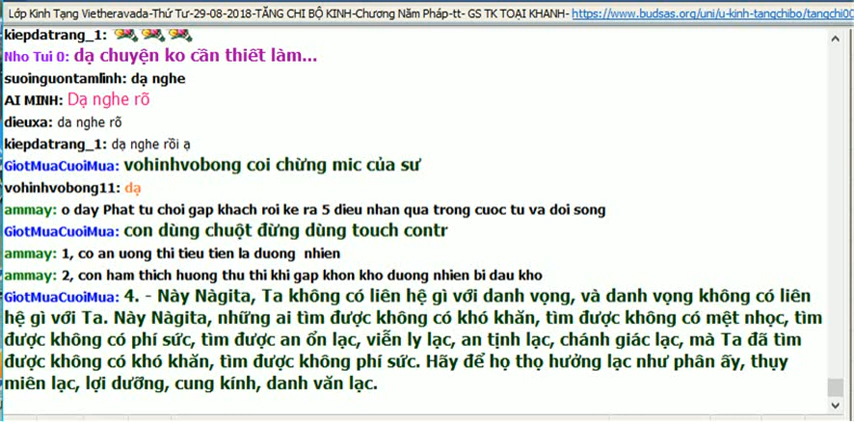 Lớp Kinh Tạng Vietheravada-Thứ Tư-29-08-2018-TĂNG CHI BỘ KINH-Chương Năm Pháp-tt- GS TK TOẠI KHANH- https://www.budsas.org/uni/u-kinh-tangchibo/tangchi00
kiepdatrang_1:
Nho Tui 0: dạ chuyện ko cần thiết làm...
suoinguontamlinh: dạ nghe
AI MINH: Dạ nghe rõ
dieuxa: da nghe rõ
kiepdatrang_1: dạ nghe rồi ạ
GiotMuaCuoiMua: vohinhvobong coi chừng mic của sư
vohinhvobong11: dạ
ammay: o day Phat tu choi gap khach roi ke ra 5 dieu nhan qua trong cuoc tu va doi song
GiotMuaCuoiMua: con dùng chuột đừng dùng touch contr
ammay: 1, co an uong thi tieu tien la duong nhien
ammay: 2, con ham thich huong thu thi khi gap khon kho duong nhien bi dau kho
GiotMuaCuoiMua: 4. - Này Nàgita, Ta không có liên hệ gì với danh vọng, và danh vọng không có liên
hệ gì với Ta. Này Nàgita, những ai tìm được không có khó khăn, tìm được không có mệt nhọc, tìm
được không có phí sức, tìm được an ổn lạc, viễn ly lạc, an tịnh lạc, chánh giác lạc, mà Ta đã tìm
được không có khó khăn, tìm được không phí sức. Hãy để họ thọ hưởng lạc như phân ấy, thụy
miên lạc, lợi dưỡng, cung kính, danh văn lạc.